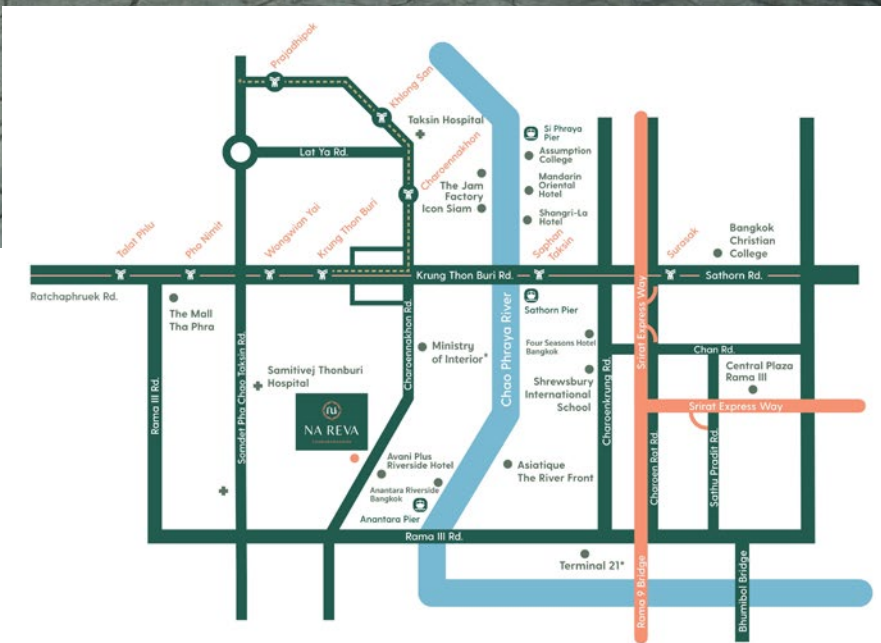 Prajadhipok
Khlong San
Taksin Hospital
Si Phraya
Pier
Assumption
College
Lat Ya Rd.
Charoennakhon
The Jam
Factory
Icon Siam
Mandarin
Oriental
Hotel
Shangri-La
Hotel
Talat Phlu
Pho Nimit
Wongwian Yai
Krung Thon Buri
Saphan
Taksin
Surasak
Bangkok
Christian
College
Krung Thon Buri Rd.
Sathorn Rd.
Ratchaphruek Rd.
The Mall
Tha Phra
Charoennakhon Rd.
Chao Phraya River
Sathorn Pier
Srirat Express Way
Ministry
of Interior*
Four Seasons Hotel
Bangkok
Chan Rd.
Rama III Rd.
Somdet Pha Chao Taksin Rd.
Samitivej Thonburi
Hospital
Shrewsbury
International
School
Charoenkrung Rd.
Central Plaza
Rama III
Srirat Express Way
NA REVA
Charoen Rat Rd.
Sathu Pradit Rd.
Avani Plus
Riverside Hotel
Anantara Riverside
Bangkok
Anantara Pier
Asiatique
The River Front
Rama III Rd.
Terminal 21*
Rama 9 Bridge
Bhumibol Bridge